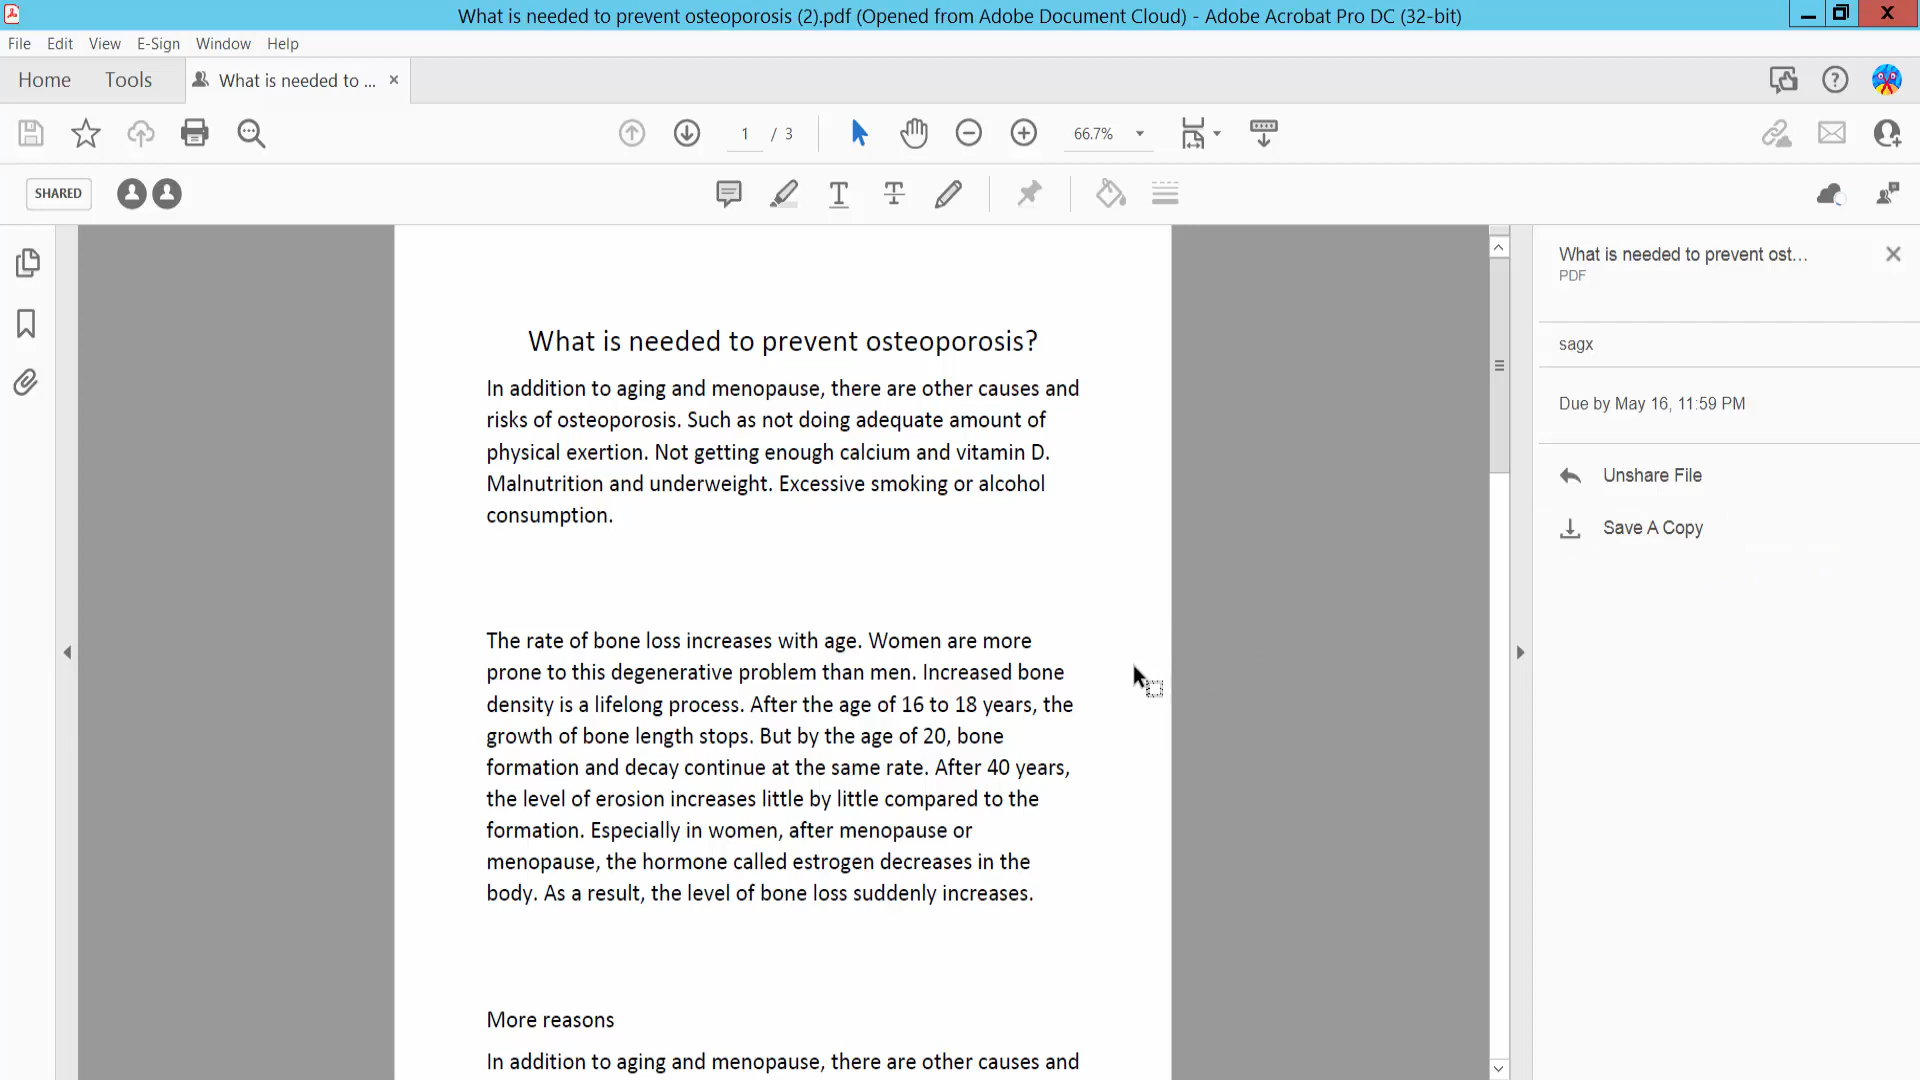 What is needed to prevent osteoporosis (2).pdf (Opened from Adobe Document Cloud) - Adobe Acrobat Pro DC (32-bit)
File Edit View E-Sign Window Help
Home Tools What is needed to ... ×
1 / 3 66.7%
SHARED
What is needed to prevent osteoporosis?
In addition to aging and menopause, there are other causes and
risks of osteoporosis. Such as not doing adequate amount of
physical exertion. Not getting enough calcium and vitamin D.
Malnutrition and underweight. Excessive smoking or alcohol
consumption.
The rate of bone loss increases with age. Women are more
prone to this degenerative problem than men. Increased bone
density is a lifelong process. After the age of 16 to 18 years, the
growth of bone length stops. But by the age of 20, bone
formation and decay continue at the same rate. After 40 years,
the level of erosion increases little by little compared to the
formation. Especially in women, after menopause or
menopause, the hormone called estrogen decreases in the
body. As a result, the level of bone loss suddenly increases.
More reasons
In addition to aging and menopause, there are other causes and
What is needed to prevent ost...
PDF
sagx
Due by May 16, 11:59 PM
Unshare File
Save A Copy